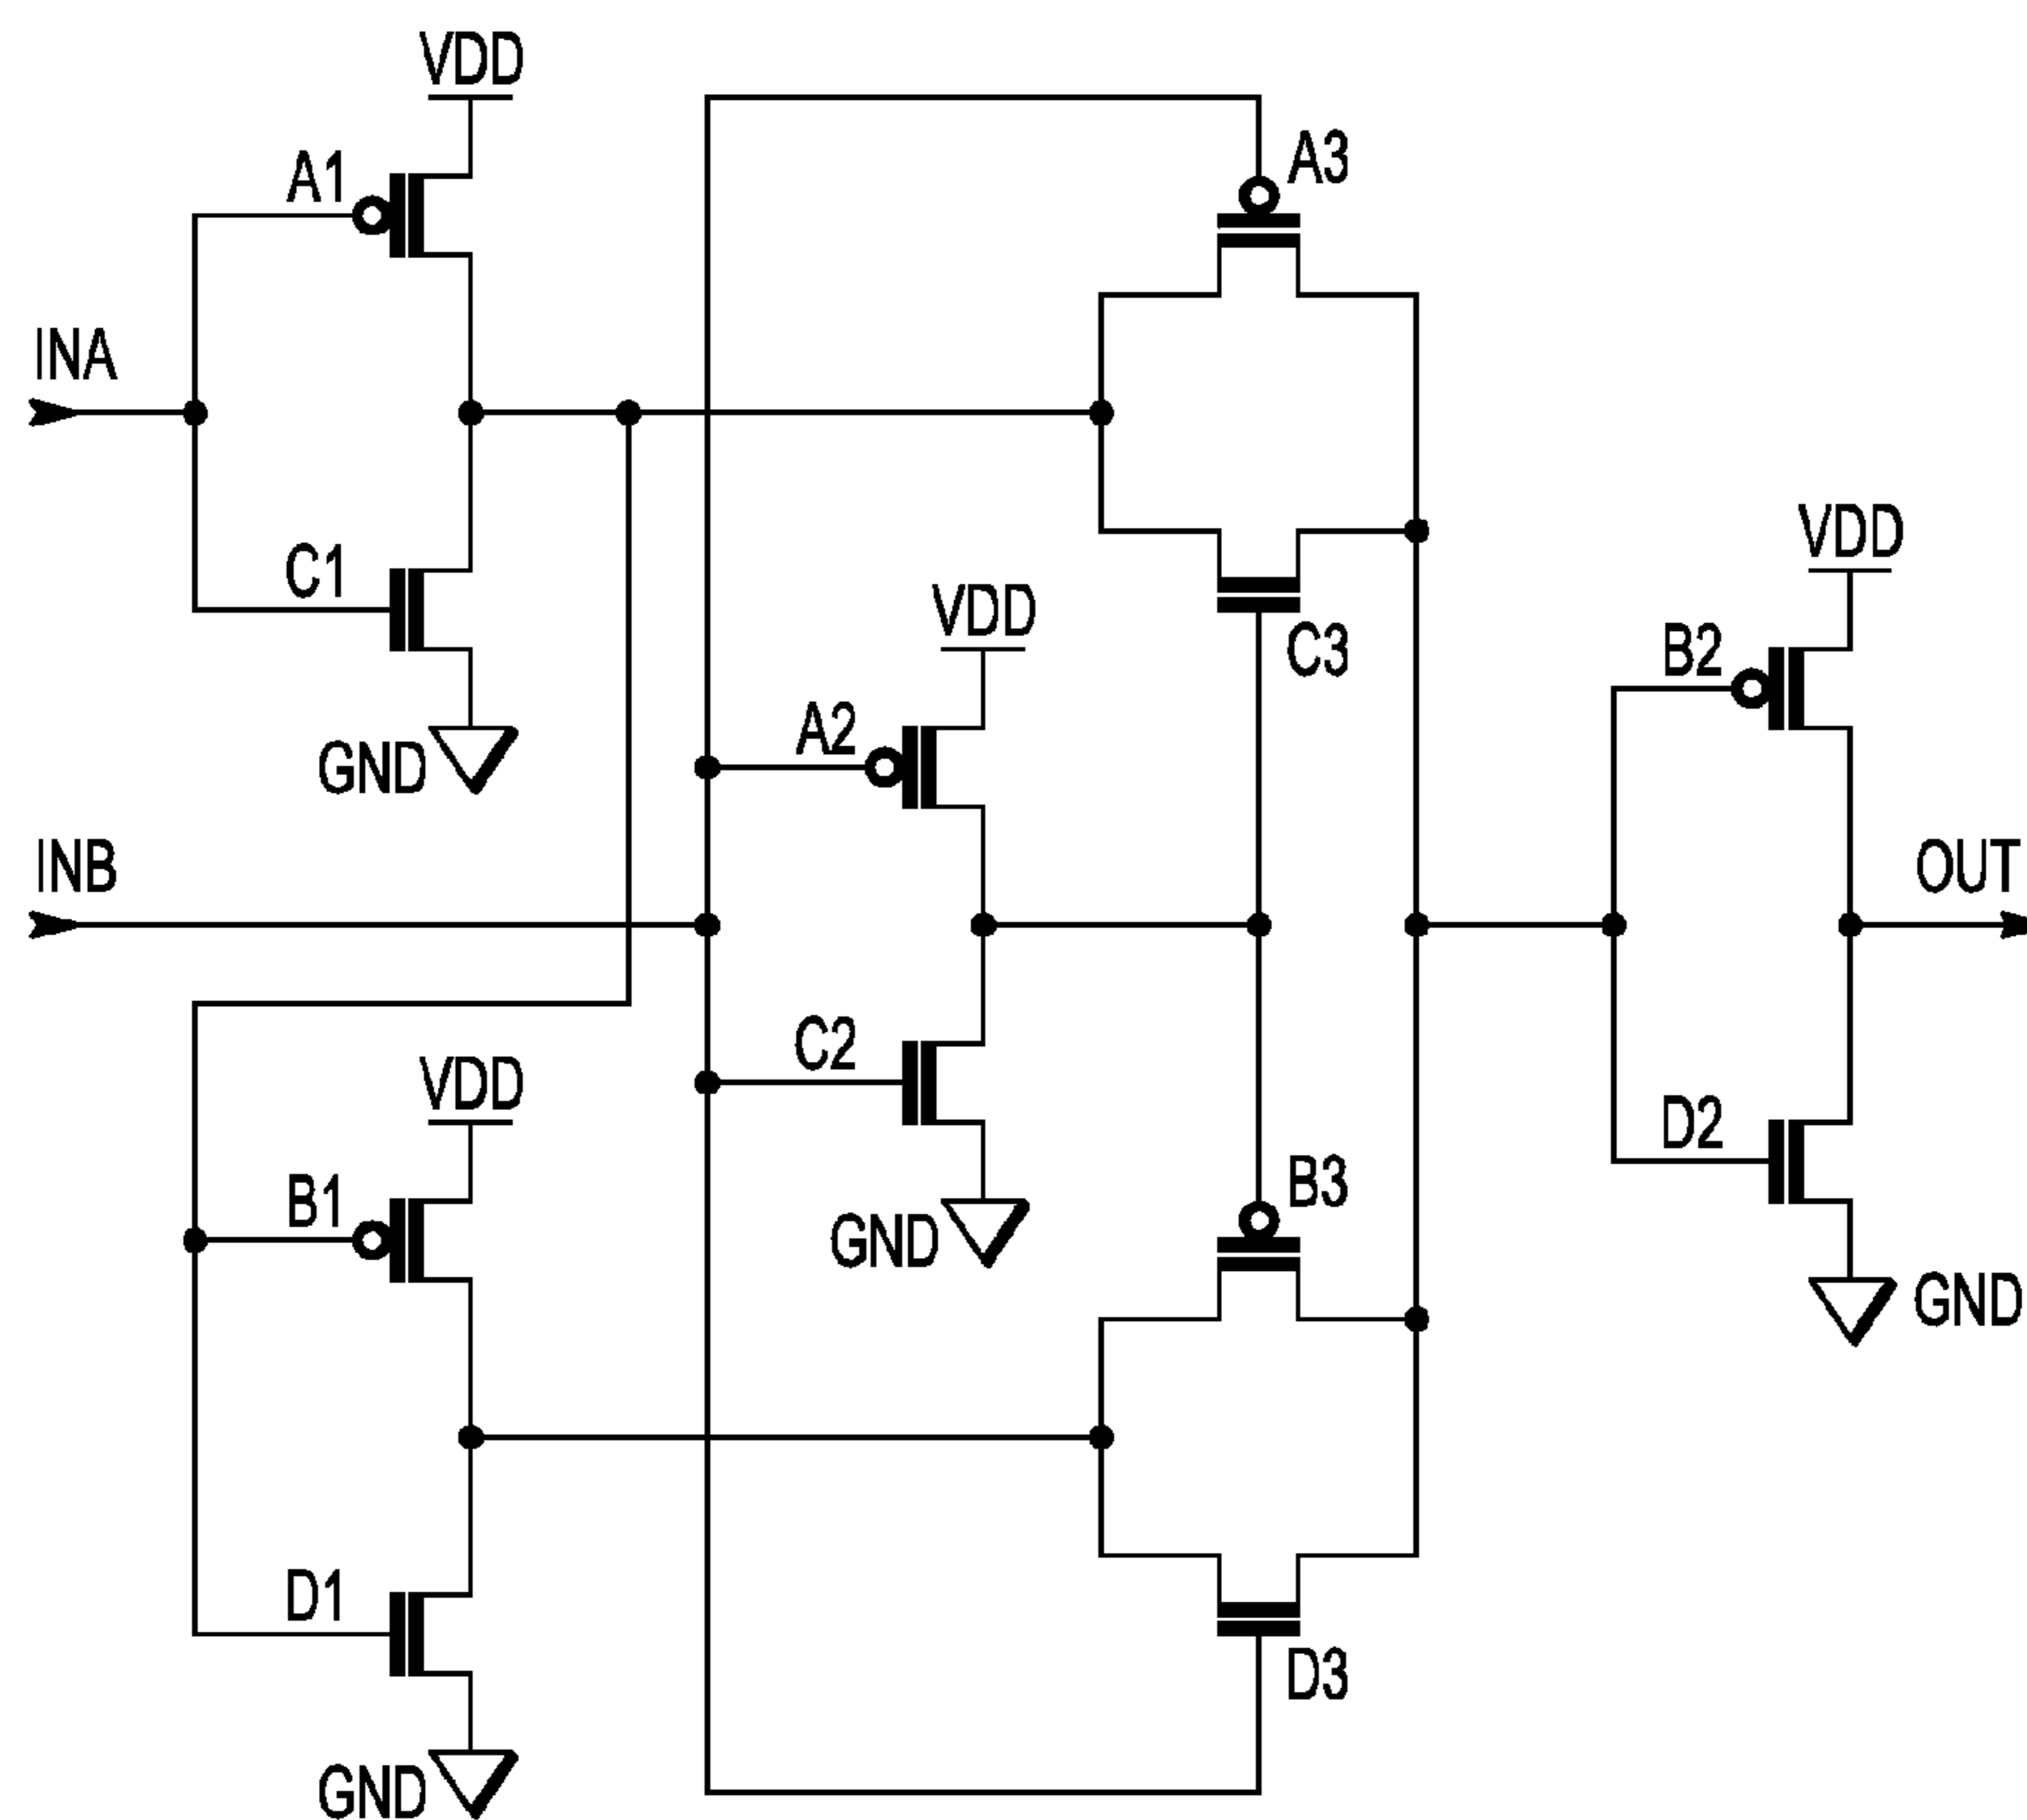 VDD
A1
A3
INA
C1
C3
VDD
VDD
B2
A2
GND
INB
OUT
C2
VDD
D2
B1
B3
GND
GND
D1
D3
GND